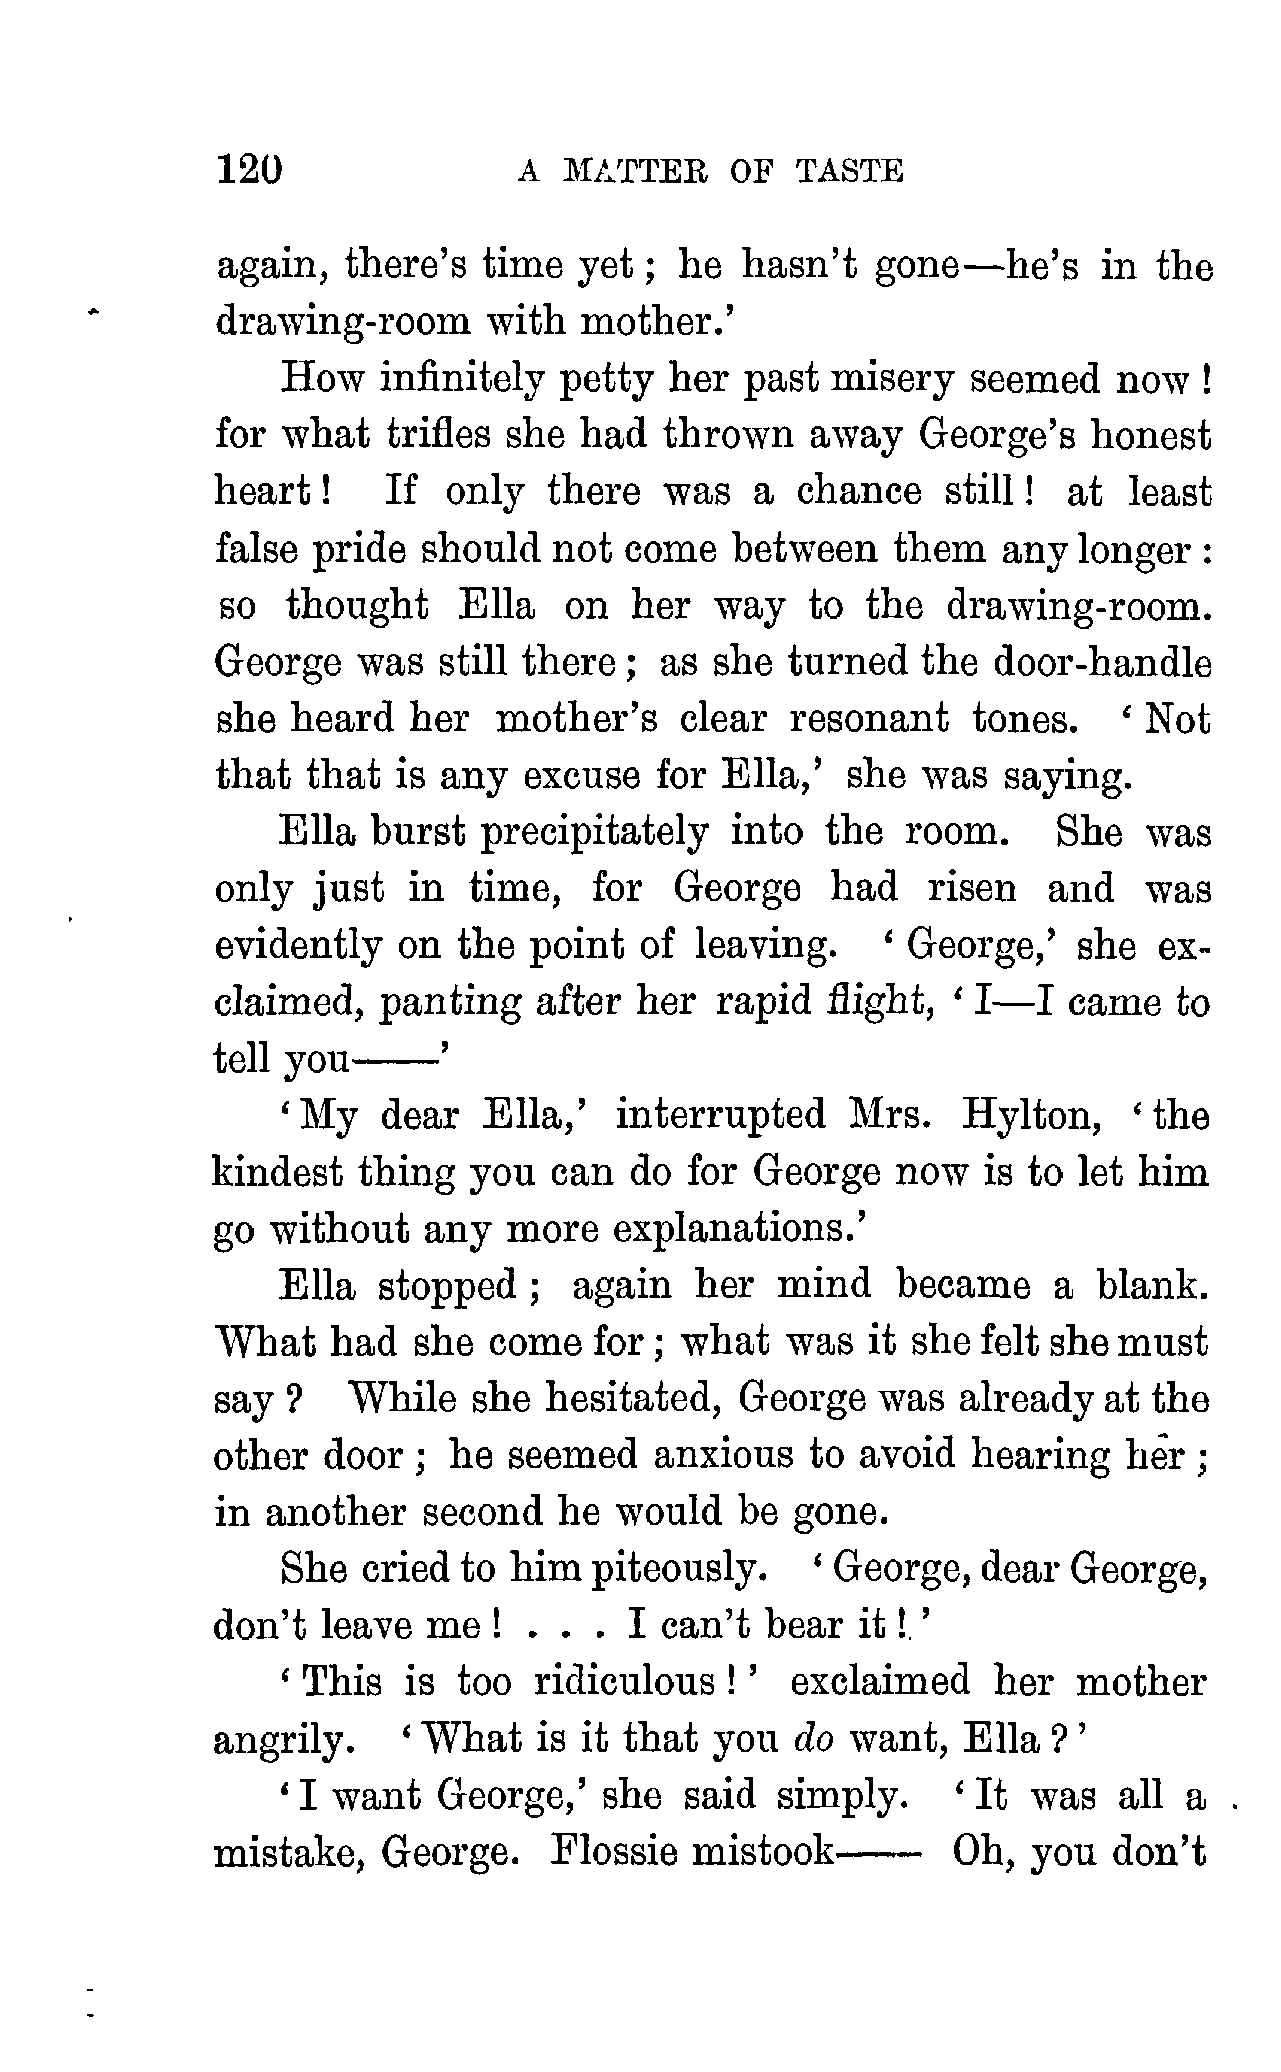 120 A MATTER OF TASTE
again, there's time yet ; he hasn't gone—he's in the
drawing-room with mother.'
How infinitely petty her past misery seemed now !
for what trifles she had thrown away George's honest
heart ! If only there was a chance still ! at least
false pride should not come between them any longer :
so thought Ella on her way to the drawing-room.
George was still there ; as she turned the door-handle
she heard her mother's clear resonant tones. ' Not
that that is any excuse for Ella,' she was saying.
Ella burst precipitately into the room. She was
only just in time, for George had risen and was
evidently on the point of leaving. ' George,' she ex-
claimed, panting after her rapid flight, ' I—I came to
tell you——'
' My dear Ella,' interrupted Mrs. Hylton, ' the
kindest thing you can do for George now is to let him
go without any more explanations.'
Ella stopped ; again her mind became a blank.
What had she come for ; what was it she felt she must
say ? While she hesitated, George was already at the
other door ; he seemed anxious to avoid hearing her ;
in another second he would be gone.
She cried to him piteously. ' George, dear George,
don't leave me ! . . . I can't bear it ! '
' This is too ridiculous ! ' exclaimed her mother
angrily. ' What is it that you do want, Ella ? '
' I want George,' she said simply. ' It was all a
mistake, George. Flossie mistook—— Oh, you don't